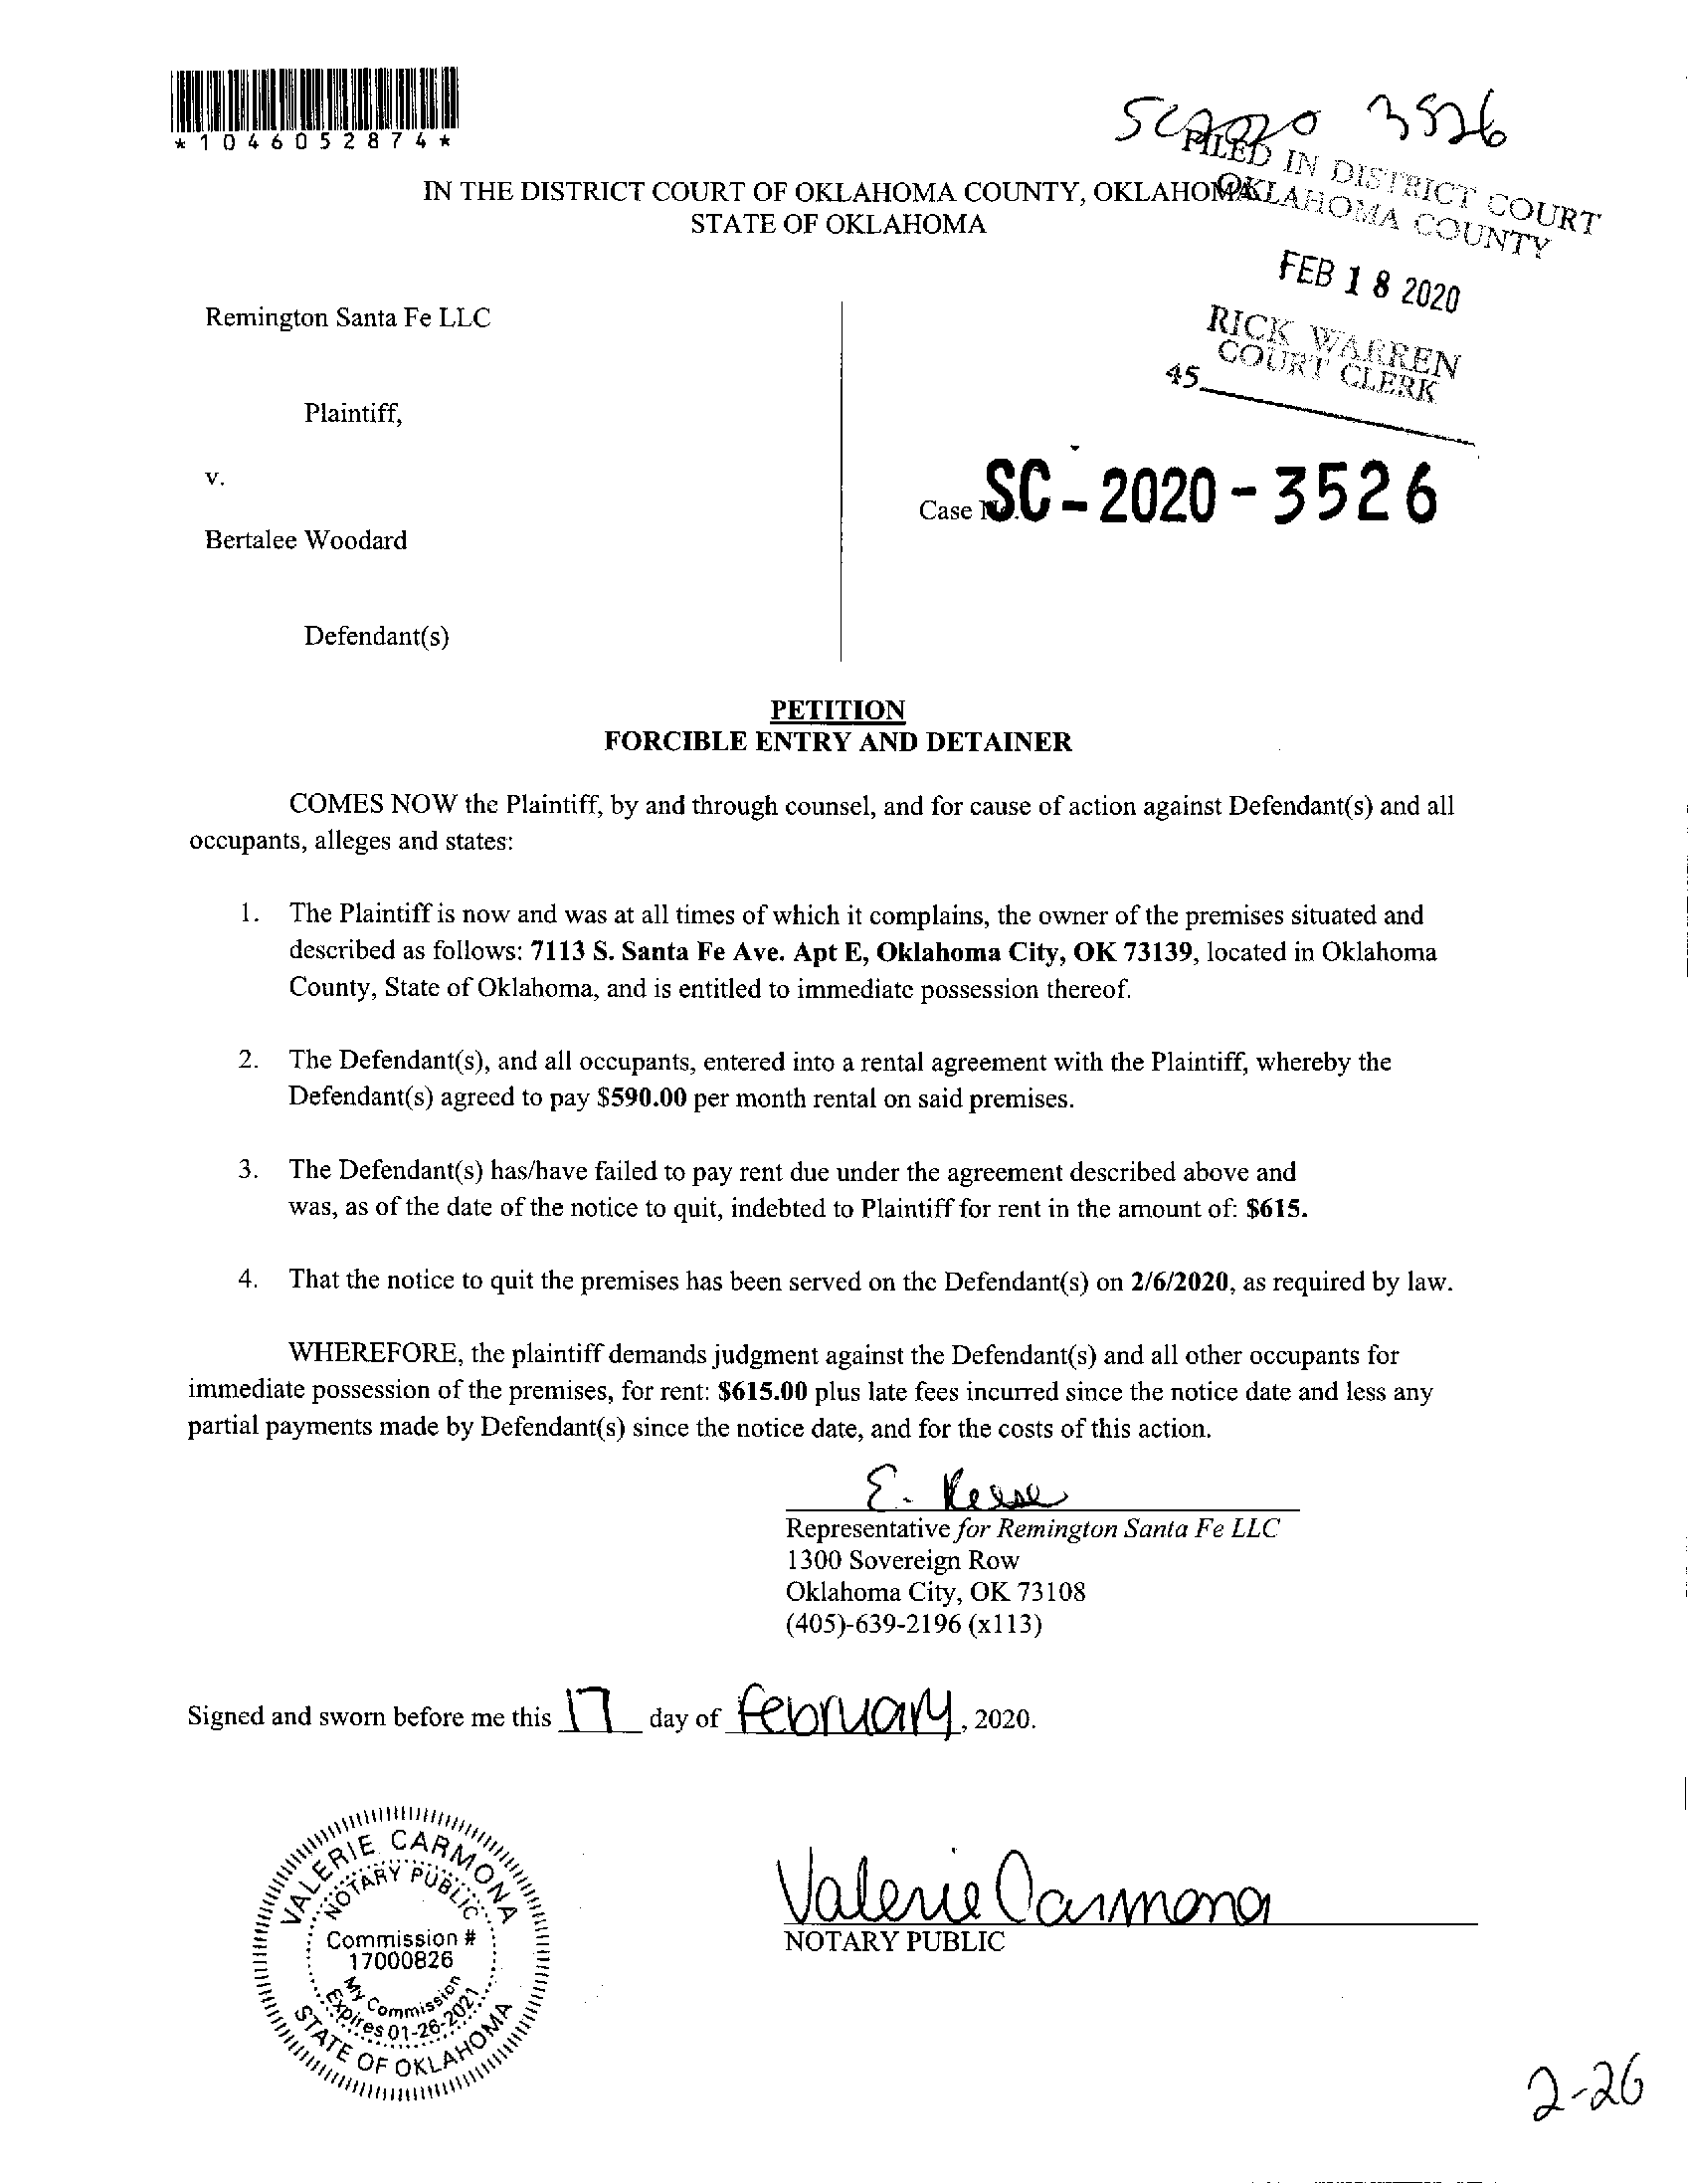 *1046052874*
SC2020 3526
FILED IN DISTRICT COURT
OKLAHOMA COUNTY
IN THE DISTRICT COURT OF OKLAHOMA COUNTY, OKLAHOMA
STATE OF OKLAHOMA
FEB 18 2020
RICK WARREN
COURT CLERK
45
Remington Santa Fe LLC
Plaintiff,
v.
Case No. SC-2020-3526
Bertalee Woodard
Defendant(s)
PETITION
FORCIBLE ENTRY AND DETAINER
COMES NOW the Plaintiff, by and through counsel, and for cause of action against Defendant(s) and all
occupants, alleges and states:
1. The Plaintiff is now and was at all times of which it complains, the owner of the premises situated and
described as follows: 7113 S. Santa Fe Ave. Apt E, Oklahoma City, OK 73139, located in Oklahoma
County, State of Oklahoma, and is entitled to immediate possession thereof.
2. The Defendant(s), and all occupants, entered into a rental agreement with the Plaintiff, whereby the
Defendant(s) agreed to pay $590.00 per month rental on said premises.
3. The Defendant(s) has/have failed to pay rent due under the agreement described above and
was, as of the date of the notice to quit, indebted to Plaintiff for rent in the amount of: $615.
4. That the notice to quit the premises has been served on the Defendant(s) on 2/6/2020, as required by law.
WHEREFORE, the plaintiff demands judgment against the Defendant(s) and all other occupants for
immediate possession of the premises, for rent: $615.00 plus late fees incurred since the notice date and less any
partial payments made by Defendant(s) since the notice date, and for the costs of this action.
E. Reese
Representative for Remington Santa Fe LLC
1300 Sovereign Row
Oklahoma City, OK 73108
(405)-639-2196 (x113)
Signed and sworn before me this 17 day of February, 2020.
VALERIE CARMONA
NOTARY PUBLIC
Commission #
17000826
My Commission
Expires 01-26-2021
STATE OF OKLAHOMA
Valerie Carmona
NOTARY PUBLIC
2-26